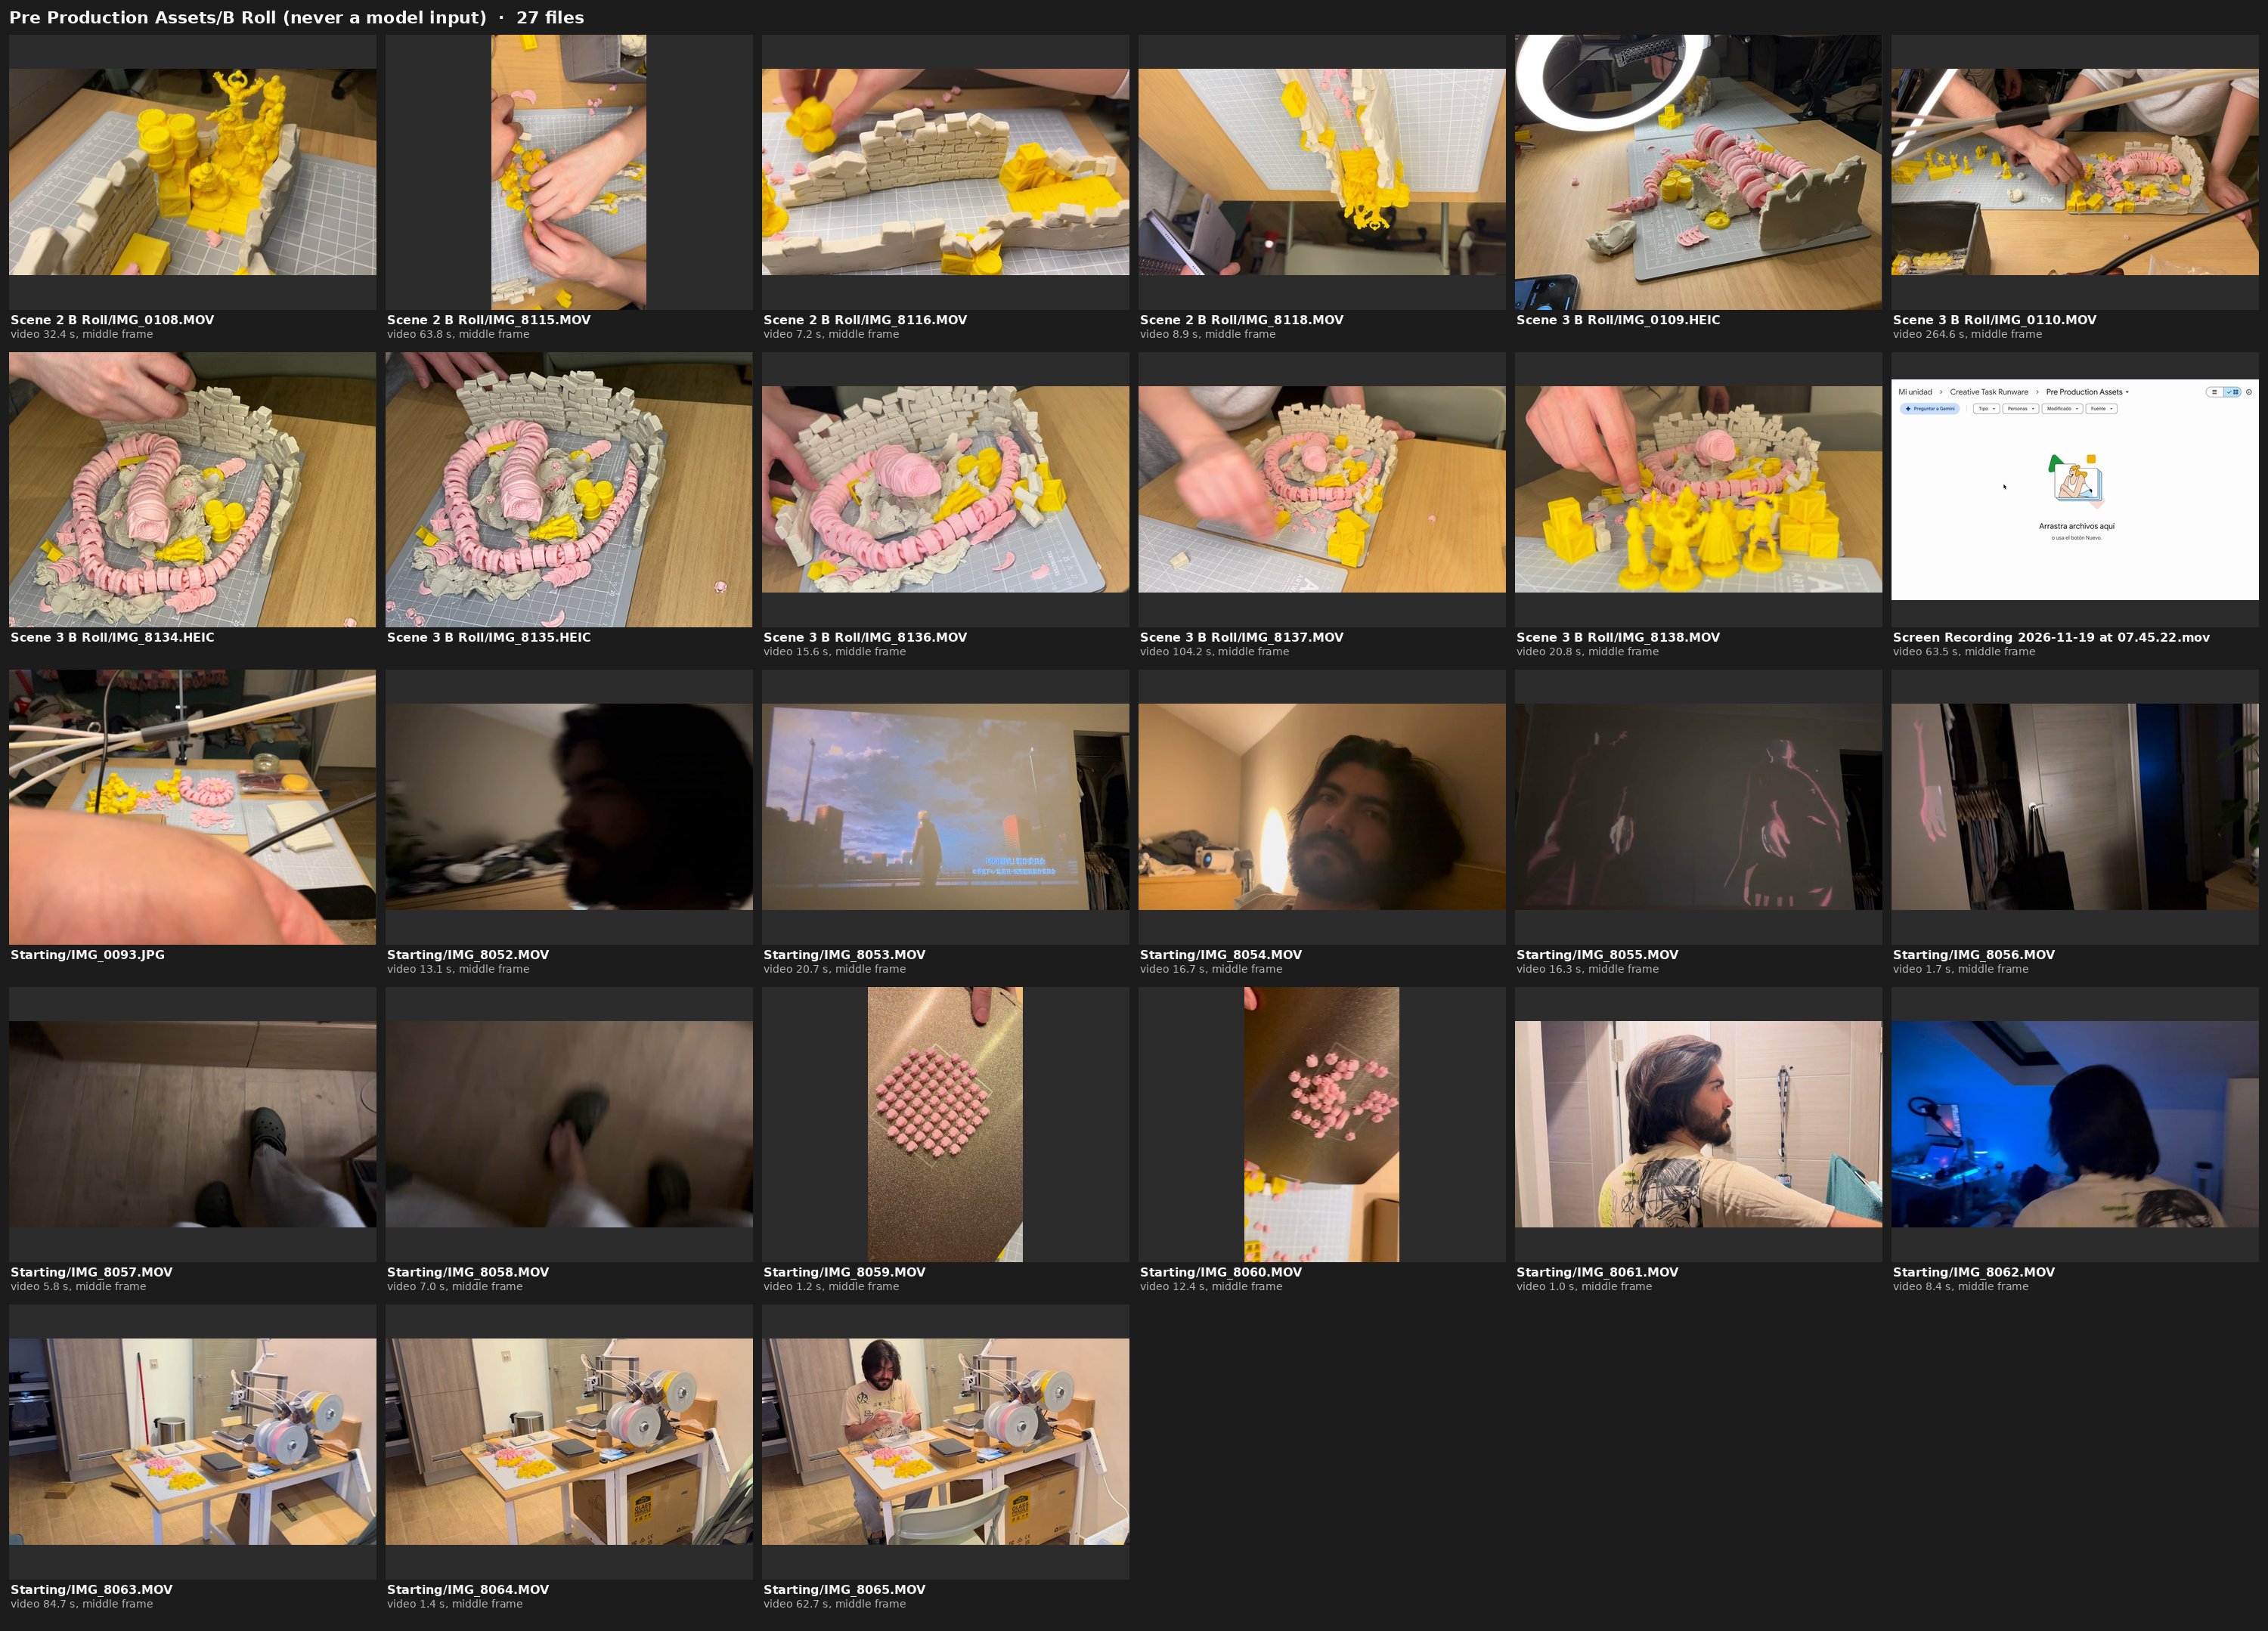 Pre Production Assets/B Roll (never a model input)  ·  27 files
Scene 2 B Roll/IMG_0108.MOV
video 32.4 s, middle frame
Scene 2 B Roll/IMG_8115.MOV
video 63.8 s, middle frame
Scene 2 B Roll/IMG_8116.MOV
video 7.2 s, middle frame
Scene 2 B Roll/IMG_8118.MOV
video 8.9 s, middle frame
Scene 3 B Roll/IMG_0109.HEIC
Scene 3 B Roll/IMG_0110.MOV
video 264.6 s, middle frame
Mi unidad > Creative Task Runware > Pre Production Assets
Preguntar a Gemini
Tipo
Personas
Modificado
Fuente
Arrastra archivos aquí
o usa el botón Nuevo.
Scene 3 B Roll/IMG_8134.HEIC
Scene 3 B Roll/IMG_8135.HEIC
Scene 3 B Roll/IMG_8136.MOV
video 15.6 s, middle frame
Scene 3 B Roll/IMG_8137.MOV
video 104.2 s, middle frame
Scene 3 B Roll/IMG_8138.MOV
video 20.8 s, middle frame
Screen Recording 2026-11-19 at 07.45.22.mov
video 63.5 s, middle frame
Starting/IMG_0093.JPG
Starting/IMG_8052.MOV
video 13.1 s, middle frame
Starting/IMG_8053.MOV
video 20.7 s, middle frame
Starting/IMG_8054.MOV
video 16.7 s, middle frame
Starting/IMG_8055.MOV
video 16.3 s, middle frame
Starting/IMG_8056.MOV
video 1.7 s, middle frame
Starting/IMG_8057.MOV
video 5.8 s, middle frame
Starting/IMG_8058.MOV
video 7.0 s, middle frame
Starting/IMG_8059.MOV
video 1.2 s, middle frame
Starting/IMG_8060.MOV
video 12.4 s, middle frame
Starting/IMG_8061.MOV
video 1.0 s, middle frame
Starting/IMG_8062.MOV
video 8.4 s, middle frame
Starting/IMG_8063.MOV
video 84.7 s, middle frame
Starting/IMG_8064.MOV
video 1.4 s, middle frame
Starting/IMG_8065.MOV
video 62.7 s, middle frame